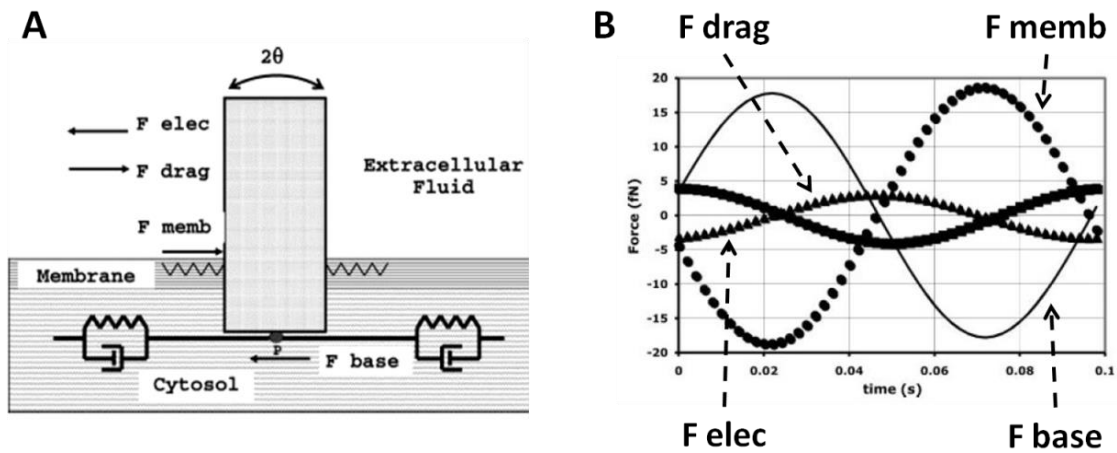 A
2θ
F elec
F drag
Extracellular
Fluid
F memb
Membrane
P
F base
Cytosol
B
F drag
F memb
20
15
10
5
0
-5
-10
-15
-20
Force (fN)
0
0.02
0.04
0.06
0.08
0.1
time (s)
F elec
F base